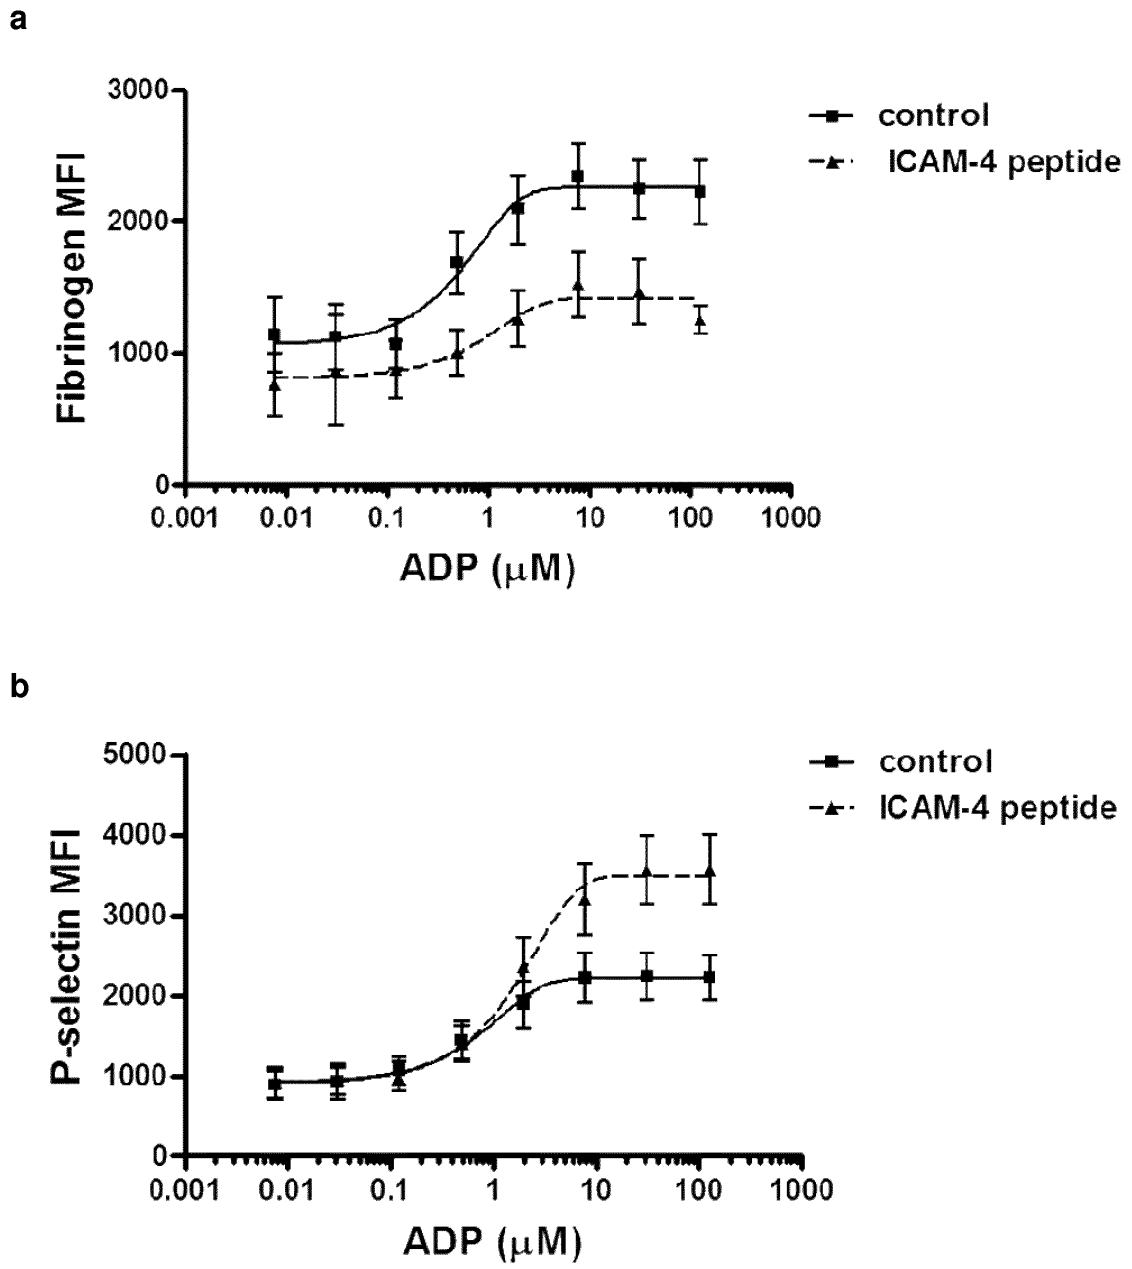 a
3000
2000
1000
0
Fibrinogen MFI
0.001 0.01 0.1 1 10 100 1000
ADP (μM)
control
ICAM-4 peptide
b
5000
4000
3000
2000
1000
0
P-selectin MFI
0.001 0.01 0.1 1 10 100 1000
ADP (μM)
control
ICAM-4 peptide